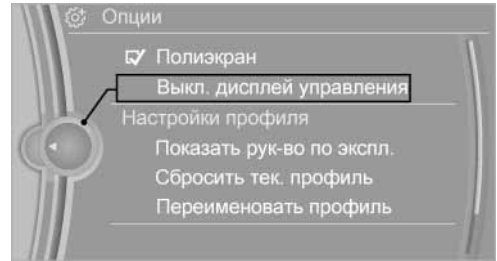 Опции
Полиэкран
Выкл. дисплей управления
Настройки профиля
Показать рук-во по экспл.
Сбросить тек. профиль
Переименовать профиль